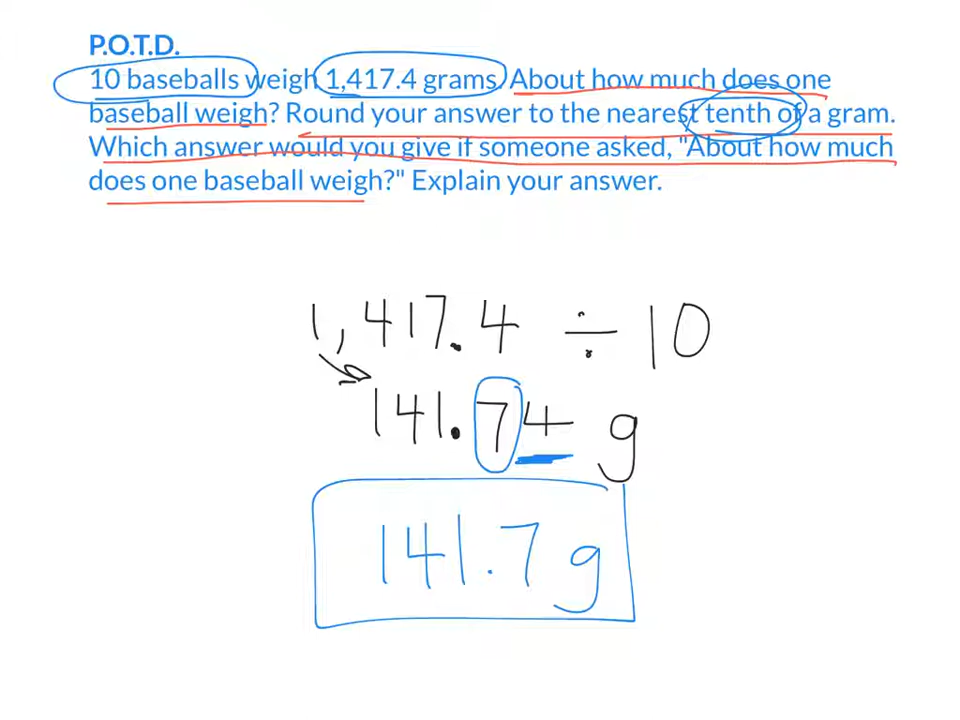 P.O.T.D.
10 baseballs weigh 1,417.4 grams. About how much does one
baseball weigh? Round your answer to the nearest tenth of a gram.
Which answer would you give if someone asked, "About how much
does one baseball weigh?" Explain your answer.
1,417.4 ÷ 10
141.74 g
141.7 g